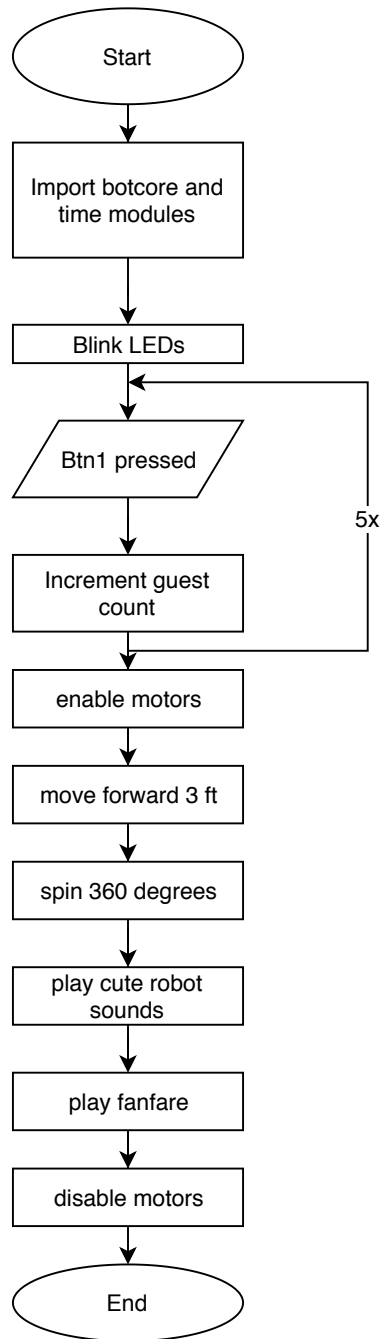 Start
Import botcore and
time modules
Blink LEDs
Btn1 pressed
5x
Increment guest
count
enable motors
move forward 3 ft
spin 360 degrees
play cute robot
sounds
play fanfare
disable motors
End